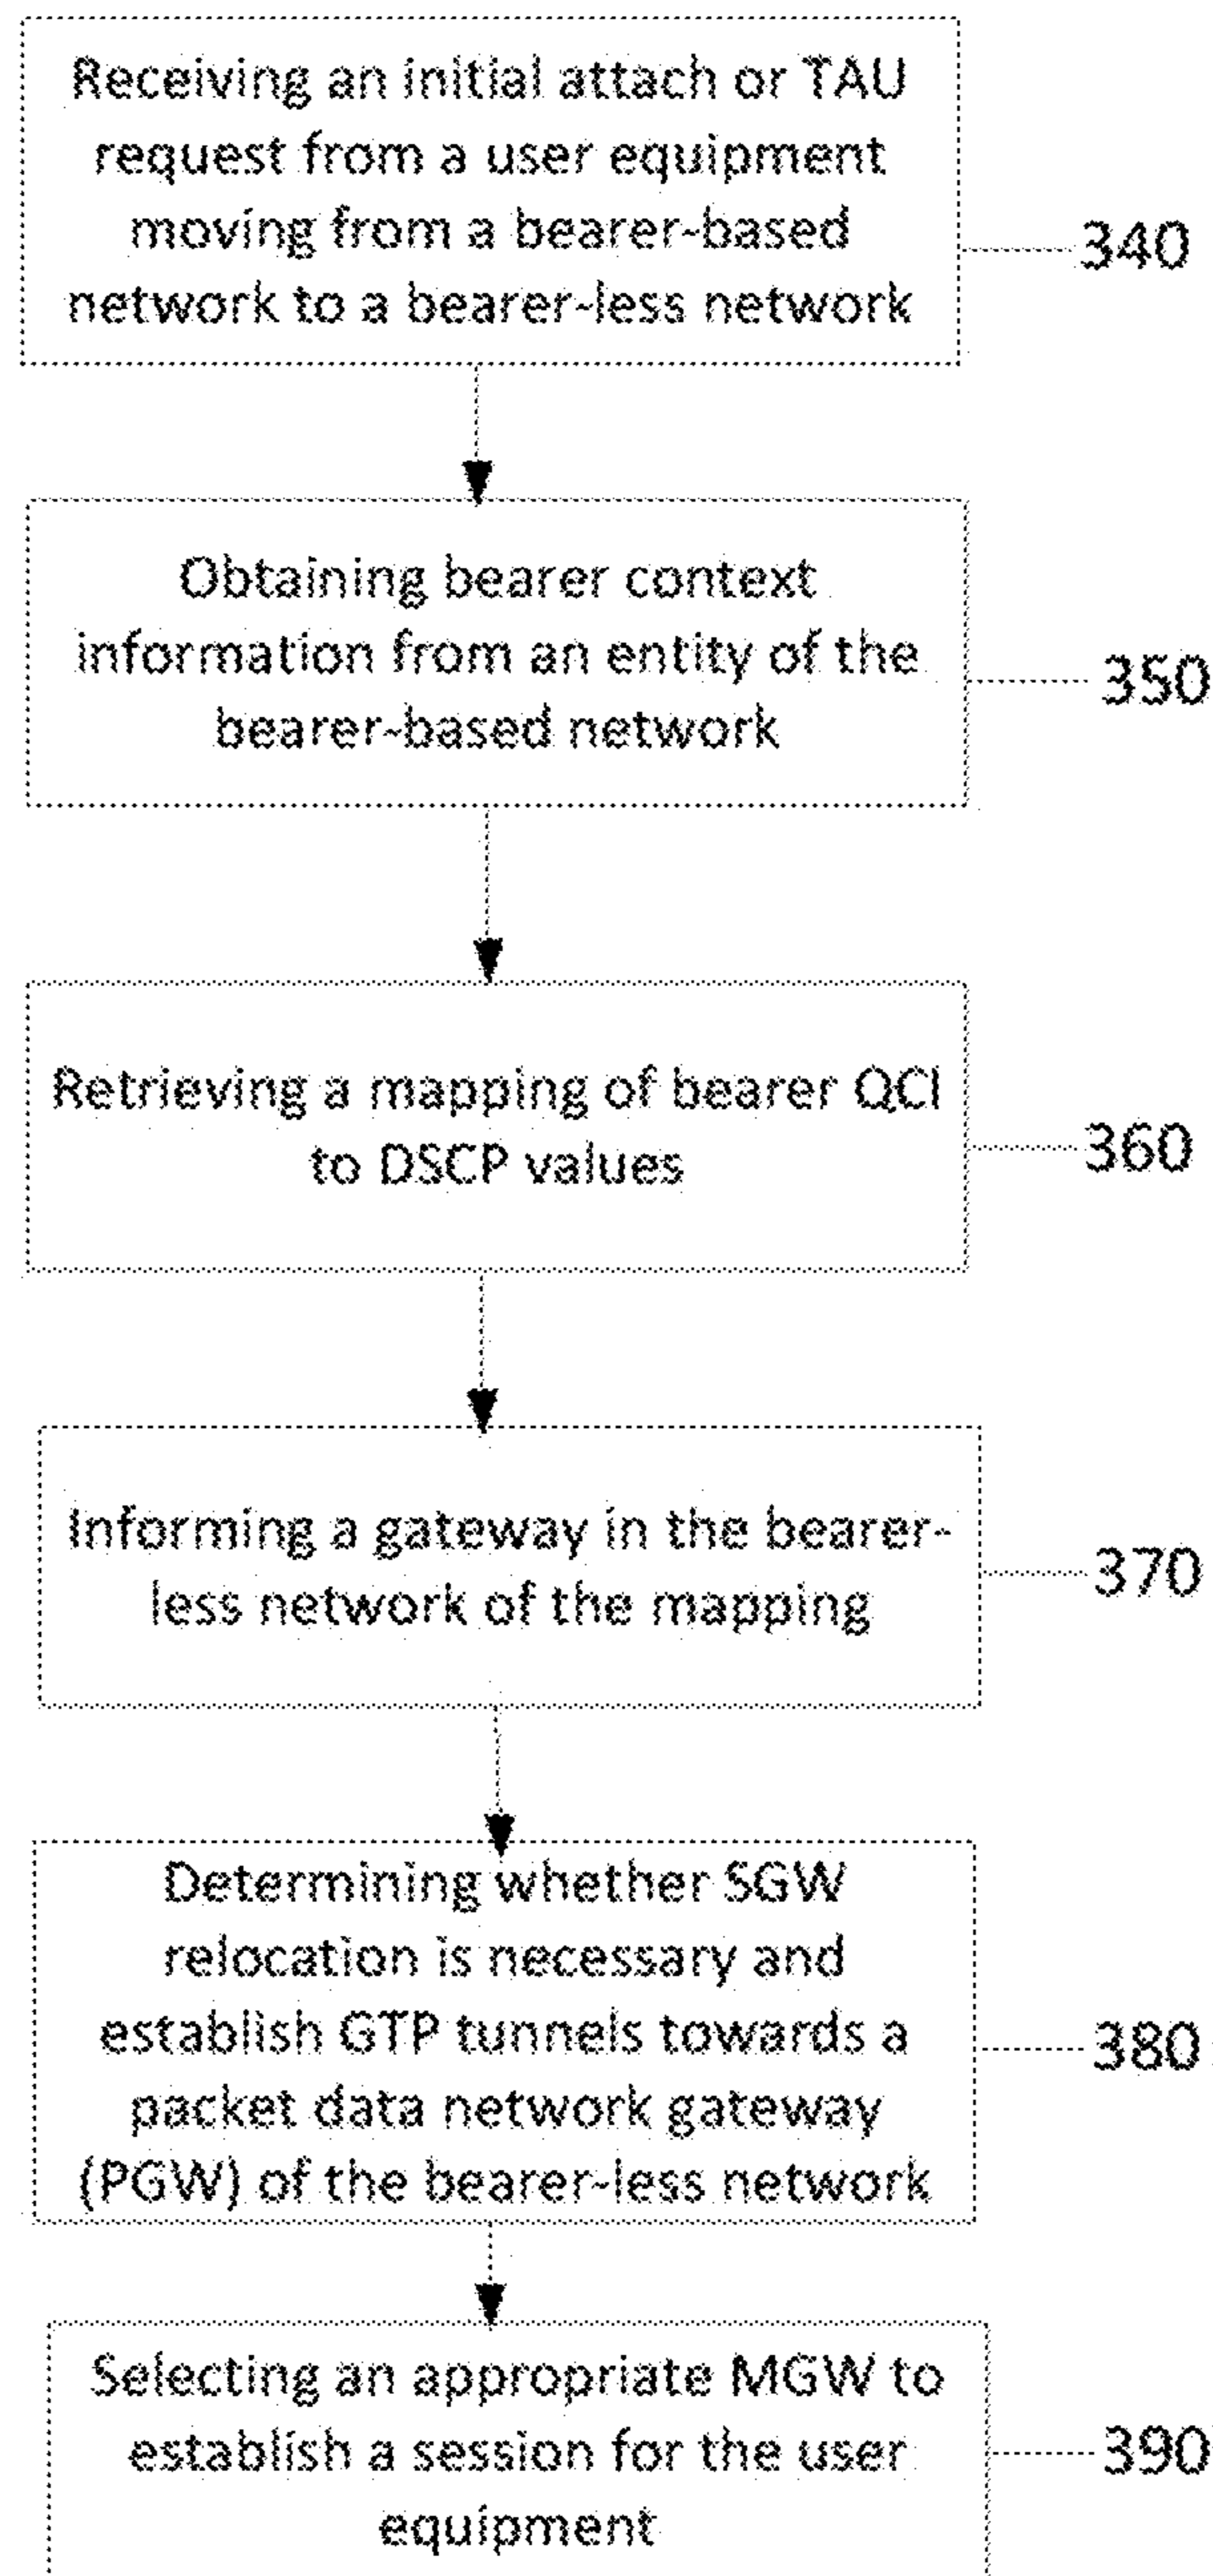 Receiving an initial attach or TAU
request from a user equipment
moving from a bearer-based
network to a bearer-less network
340
Obtaining bearer context
information from an entity of the
bearer-based network
350
Retrieving a mapping of bearer QCI
to DSCP values
360
Informing a gateway in the bearer-
less network of the mapping
370
Determining whether SGW
relocation is necessary and
establish GTP tunnels towards a
packet data network gateway
(PGW) of the bearer-less network
380
Selecting an appropriate MGW to
establish a session for the user
equipment
390